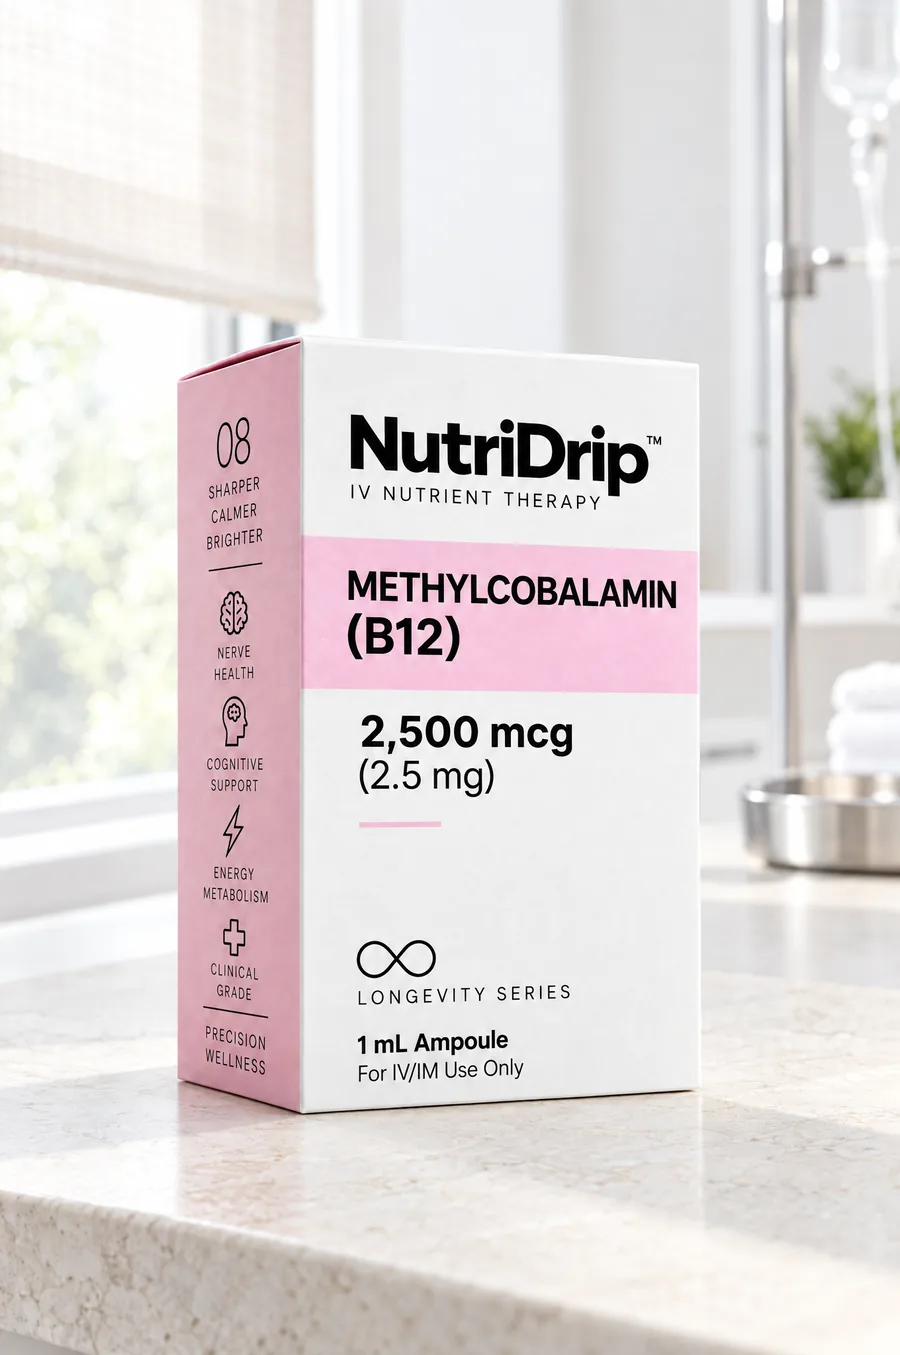 08
SHARPER
CALMER
BRIGHTER
NERVE
HEALTH
COGNITIVE
SUPPORT
ENERGY
METABOLISM
CLINICAL
GRADE
PRECISION
WELLNESS
NutriDrip™
IV NUTRIENT THERAPY
METHYLCOBALAMIN
(B12)
2,500 mcg
(2.5 mg)
LONGEVITY SERIES
1 mL Ampoule
For IV/IM Use Only